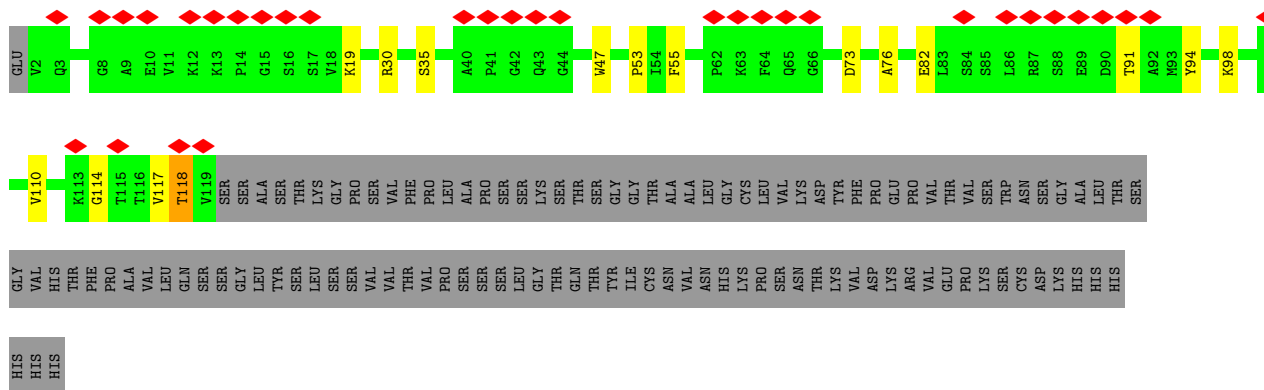 GLU V2 Q3 G8 A9 E10 V11 K12 K13 P14 G15 S16 S17 V18 K19 R30 S35 A40 P41 G42 Q43 G44 W47 P53 I54 F55 P62 K63 F64 Q65 G66 D73 A76 E82 L83 S84 S85 L86 R87 S88 E89 D90 T91 A92 M93 Y94 K98
V110 K113 G114 T115 T116 V117 T118 V119 SER SER ALA SER THR LYS GLY PRO SER VAL PHE PRO LEU ALA PRO SER SER LYS SER THR SER GLY GLY THR ALA ALA LEU GLY CYS LEU VAL LYS ASP TYR PHE PRO GLU PRO VAL THR VAL SER TRP ASN SER GLY ALA LEU THR SER
GLY VAL HIS THR PHE PRO ALA VAL LEU GLN SER SER GLY LEU TYR SER LEU SER SER VAL VAL THR VAL PRO SER SER SER LEU GLY THR GLN THR TYR ILE CYS ASN VAL ASN HIS LYS PRO SER ASN THR LYS VAL ASP LYS ARG VAL GLU PRO LYS SER CYS ASP LYS HIS HIS HIS
HIS HIS HIS